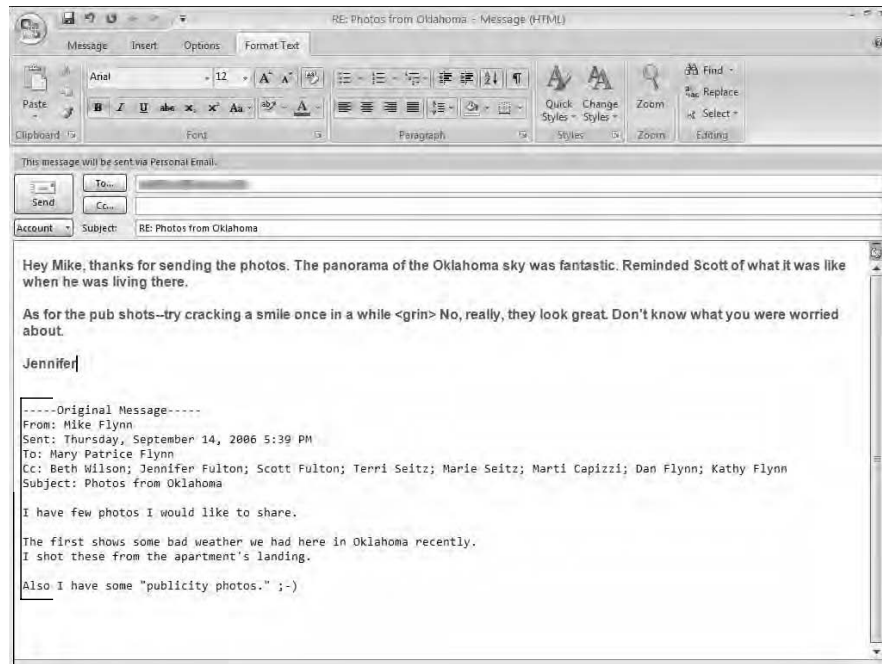 RE: Photos from Oklahoma - Message (HTML)
Message Insert Options Format Text
Arial 12
Paste
B I U abc x, x² Aa A
Quick Styles Change Styles
Zoom
Find
Replace
Select
Clipboard Font Paragraph Styles Zoom Editing
This message will be sent via Personal Email.
To...
Send
Cc...
Account Subject: RE: Photos from Oklahoma
Hey Mike, thanks for sending the photos. The panorama of the Oklahoma sky was fantastic. Reminded Scott of what it was like
when he was living there.
As for the pub shots--try cracking a smile once in a while <grin> No, really, they look great. Don't know what you were worried
about.
Jennifer
-----Original Message-----
From: Mike Flynn
Sent: Thursday, September 14, 2006 5:39 PM
To: Mary Patrice Flynn
Cc: Beth Wilson; Jennifer Fulton; Scott Fulton; Terri Seitz; Marie Seitz; Marti Capizzi; Dan Flynn; Kathy Flynn
Subject: Photos from Oklahoma
I have few photos I would like to share.
The first shows some bad weather we had here in Oklahoma recently.
I shot these from the apartment's landing.
Also I have some "publicity photos." ;-)